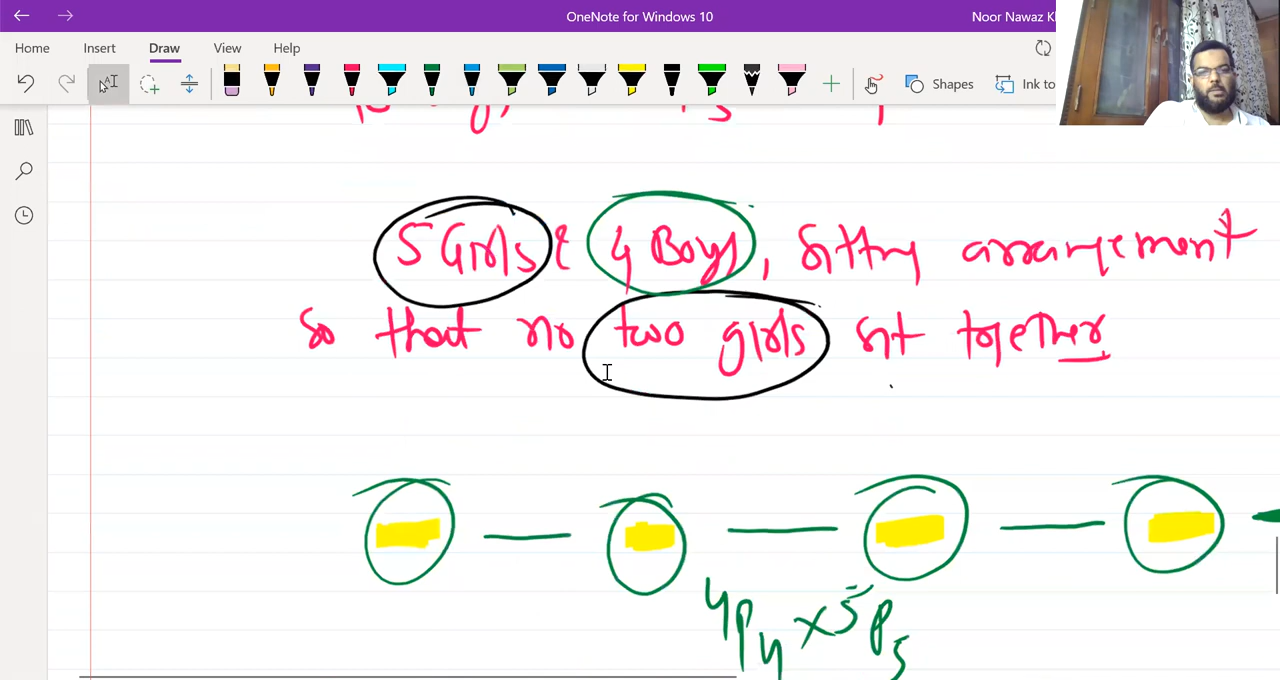 OneNote for Windows 10
Noor Nawaz Kh
Home Insert Draw View Help
Shapes Ink to
5 Girls & 4 Boys, sitting arrangement
so that no two girls sit together
4P4 × 5P5